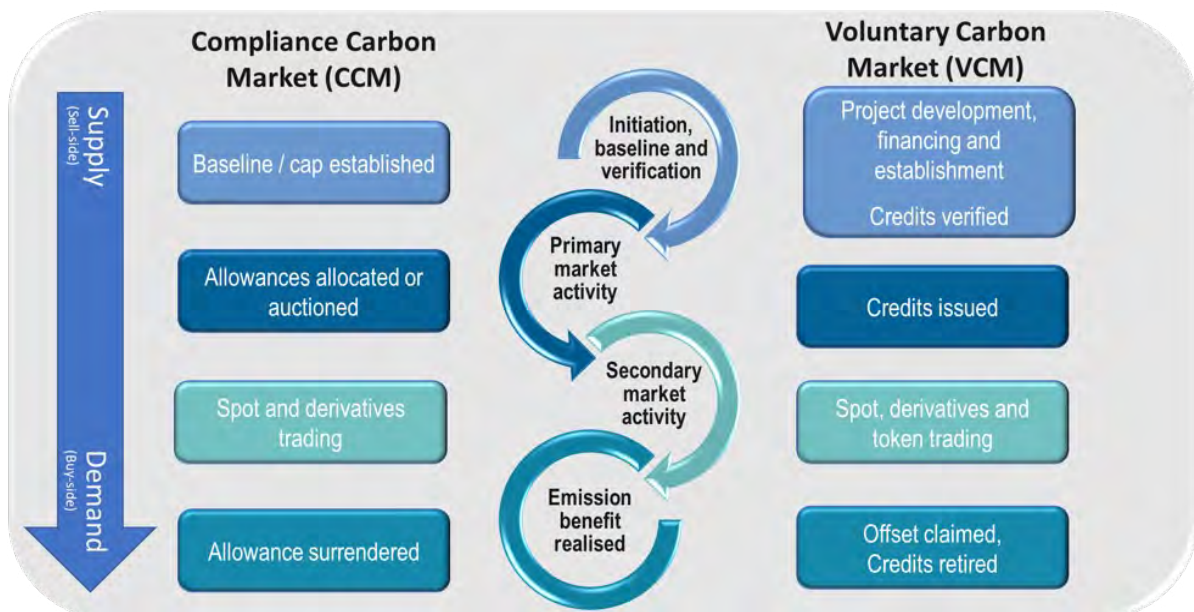 Compliance Carbon
Market (CCM)
Voluntary Carbon
Market (VCM)
Supply
(Sell-side)
Demand
(Buy-side)
Baseline / cap established
Initiation,
baseline and
verification
Project development,
financing and
establishment
Credits verified
Allowances allocated or
auctioned
Primary
market
activity
Credits issued
Spot and derivatives
trading
Secondary
market
activity
Spot, derivatives and
token trading
Allowance surrendered
Emission
benefit
realised
Offset claimed,
Credits retired